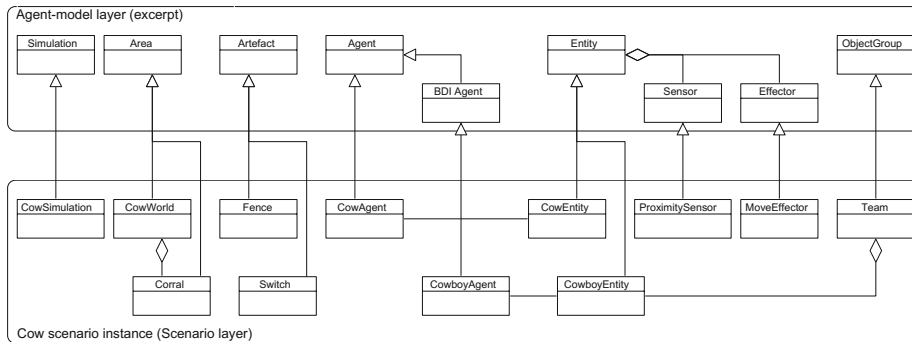 Agent-model layer (excerpt)
Simulation
Area
Artefact
Agent
Entity
ObjectGroup
BDI Agent
Sensor
Effector
CowSimulation
CowWorld
Fence
CowAgent
CowEntity
ProximitySensor
MoveEffector
Team
Corral
Switch
CowboyAgent
CowboyEntity
Cow scenario instance (Scenario layer)